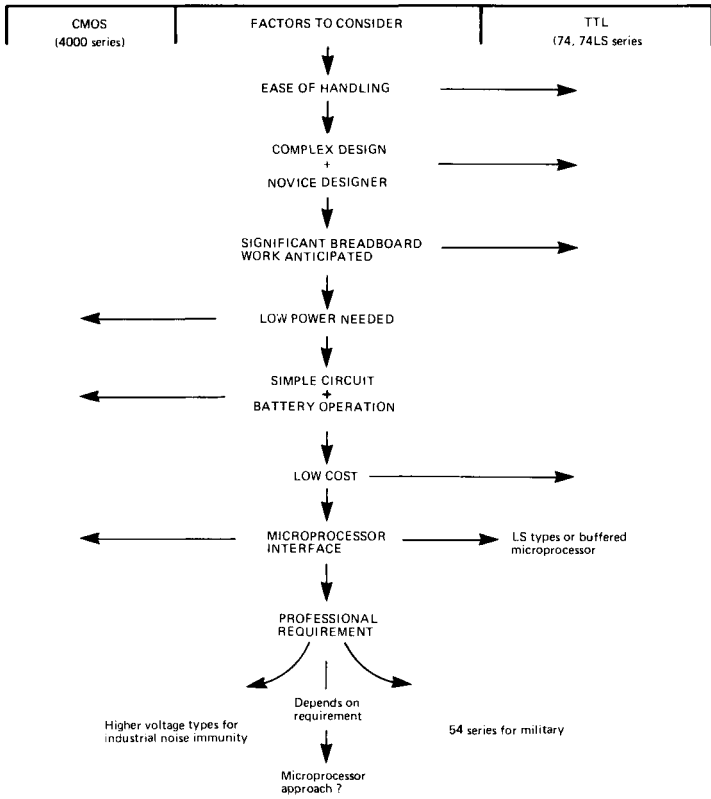 CMOS
(4000 series)
FACTORS TO CONSIDER
TTL
(74, 74LS series
EASE OF HANDLING
COMPLEX DESIGN
+
NOVICE DESIGNER
SIGNIFICANT BREADBOARD
WORK ANTICIPATED
LOW POWER NEEDED
SIMPLE CIRCUIT
+
BATTERY OPERATION
LOW COST
MICROPROCESSOR
INTERFACE
LS types or buffered
microprocessor
PROFESSIONAL
REQUIREMENT
Higher voltage types for
industrial noise immunity
Depends on
requirement
54 series for military
Microprocessor
approach ?